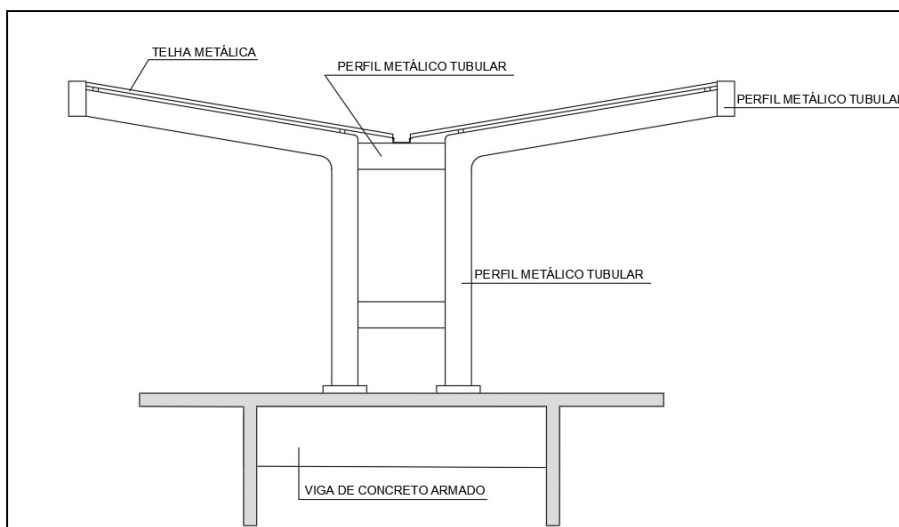 TELHA METÁLICA
PERFIL METÁLICO TUBULAR
PERFIL METÁLICO TUBULAR
PERFIL METÁLICO TUBULAR
VIGA DE CONCRETO ARMADO